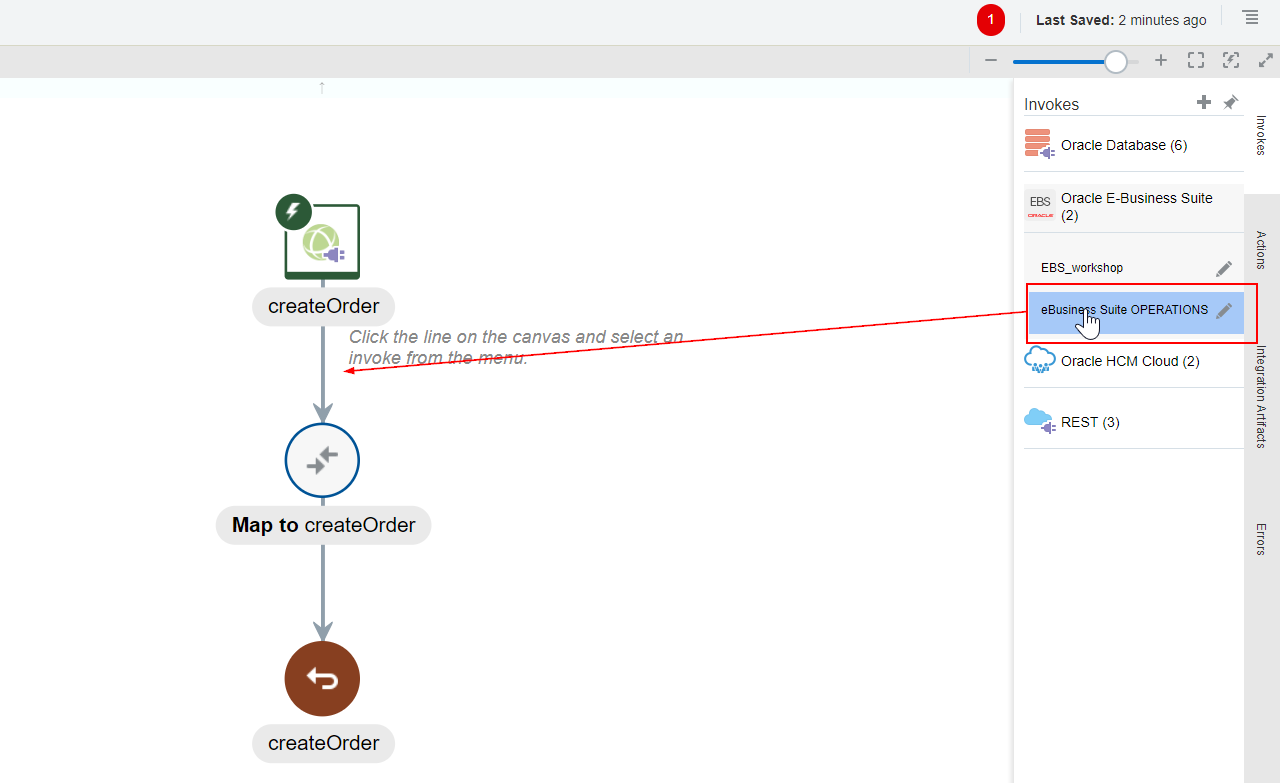 1
Last Saved: 2 minutes ago
Invokes
Oracle Database (6)
EBS
ORACLE
Oracle E-Business Suite
(2)
EBS_workshop
eBusiness Suite OPERATIONS
Oracle HCM Cloud (2)
REST (3)
Invokes
Actions
Integration Artifacts
Errors
createOrder
Click the line on the canvas and select an
invoke from the menu.
Map to createOrder
createOrder